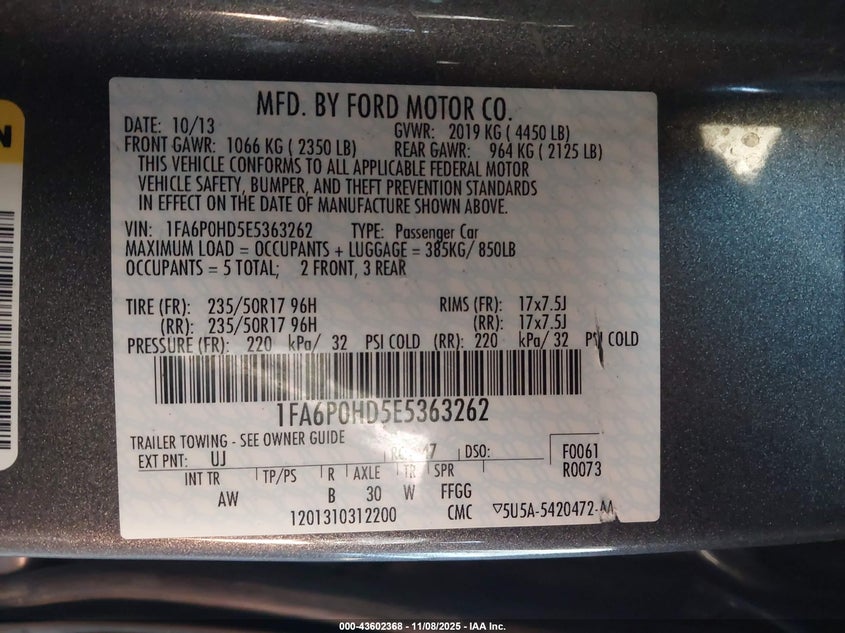 N
MFD. BY FORD MOTOR CO.
DATE: 10/13 GVWR: 2019 KG ( 4450 LB)
FRONT GAWR: 1066 KG ( 2350 LB) REAR GAWR: 964 KG ( 2125 LB)
THIS VEHICLE CONFORMS TO ALL APPLICABLE FEDERAL MOTOR
VEHICLE SAFETY, BUMPER, AND THEFT PREVENTION STANDARDS
IN EFFECT ON THE DATE OF MANUFACTURE SHOWN ABOVE.
VIN: 1FA6P0HD5E5363262 TYPE: Passenger Car
MAXIMUM LOAD = OCCUPANTS + LUGGAGE = 385KG/ 850LB
OCCUPANTS = 5 TOTAL; 2 FRONT, 3 REAR
TIRE (FR): 235/50R17 96H RIMS (FR): 17x7.5J
(RR): 235/50R17 96H (RR): 17x7.5J
PRESSURE (FR): 220 kPa/ 32 PSI COLD (RR): 220 kPa/ 32 PSI COLD
1FA6P0HD5E5363262
TRAILER TOWING - SEE OWNER GUIDE
EXT PNT: UJ DSO: F0061
R0073
INT TR TP/PS R AXLE TR SPR
AW B 30 W FFGG
1201310312200 CMC ▽5U5A-5420472-AA
000-43602368 - 11/08/2025 - IAA Inc.